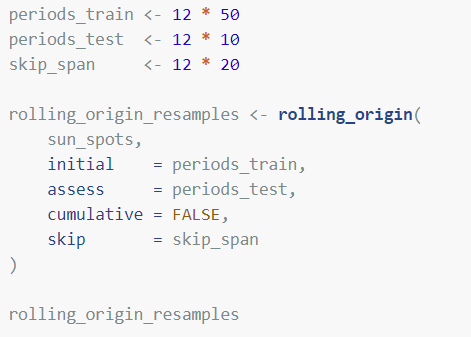 periods_train <- 12 * 50
periods_test  <- 12 * 10
skip_span     <- 12 * 20

rolling_origin_resamples <- rolling_origin(
    sun_spots,
    initial    = periods_train,
    assess     = periods_test,
    cumulative = FALSE,
    skip       = skip_span
)

rolling_origin_resamples